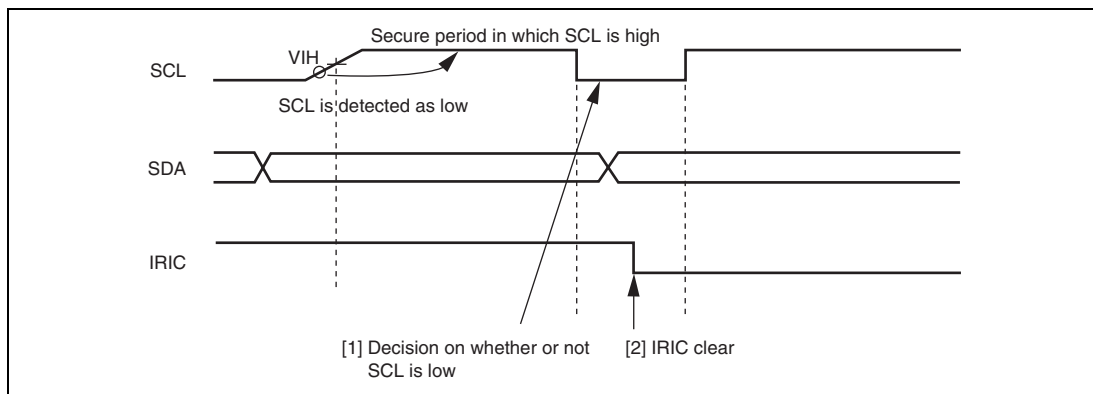 Secure period in which SCL is high
VIH
SCL
SCL is detected as low
SDA
IRIC
[1] Decision on whether or not
SCL is low
[2] IRIC clear